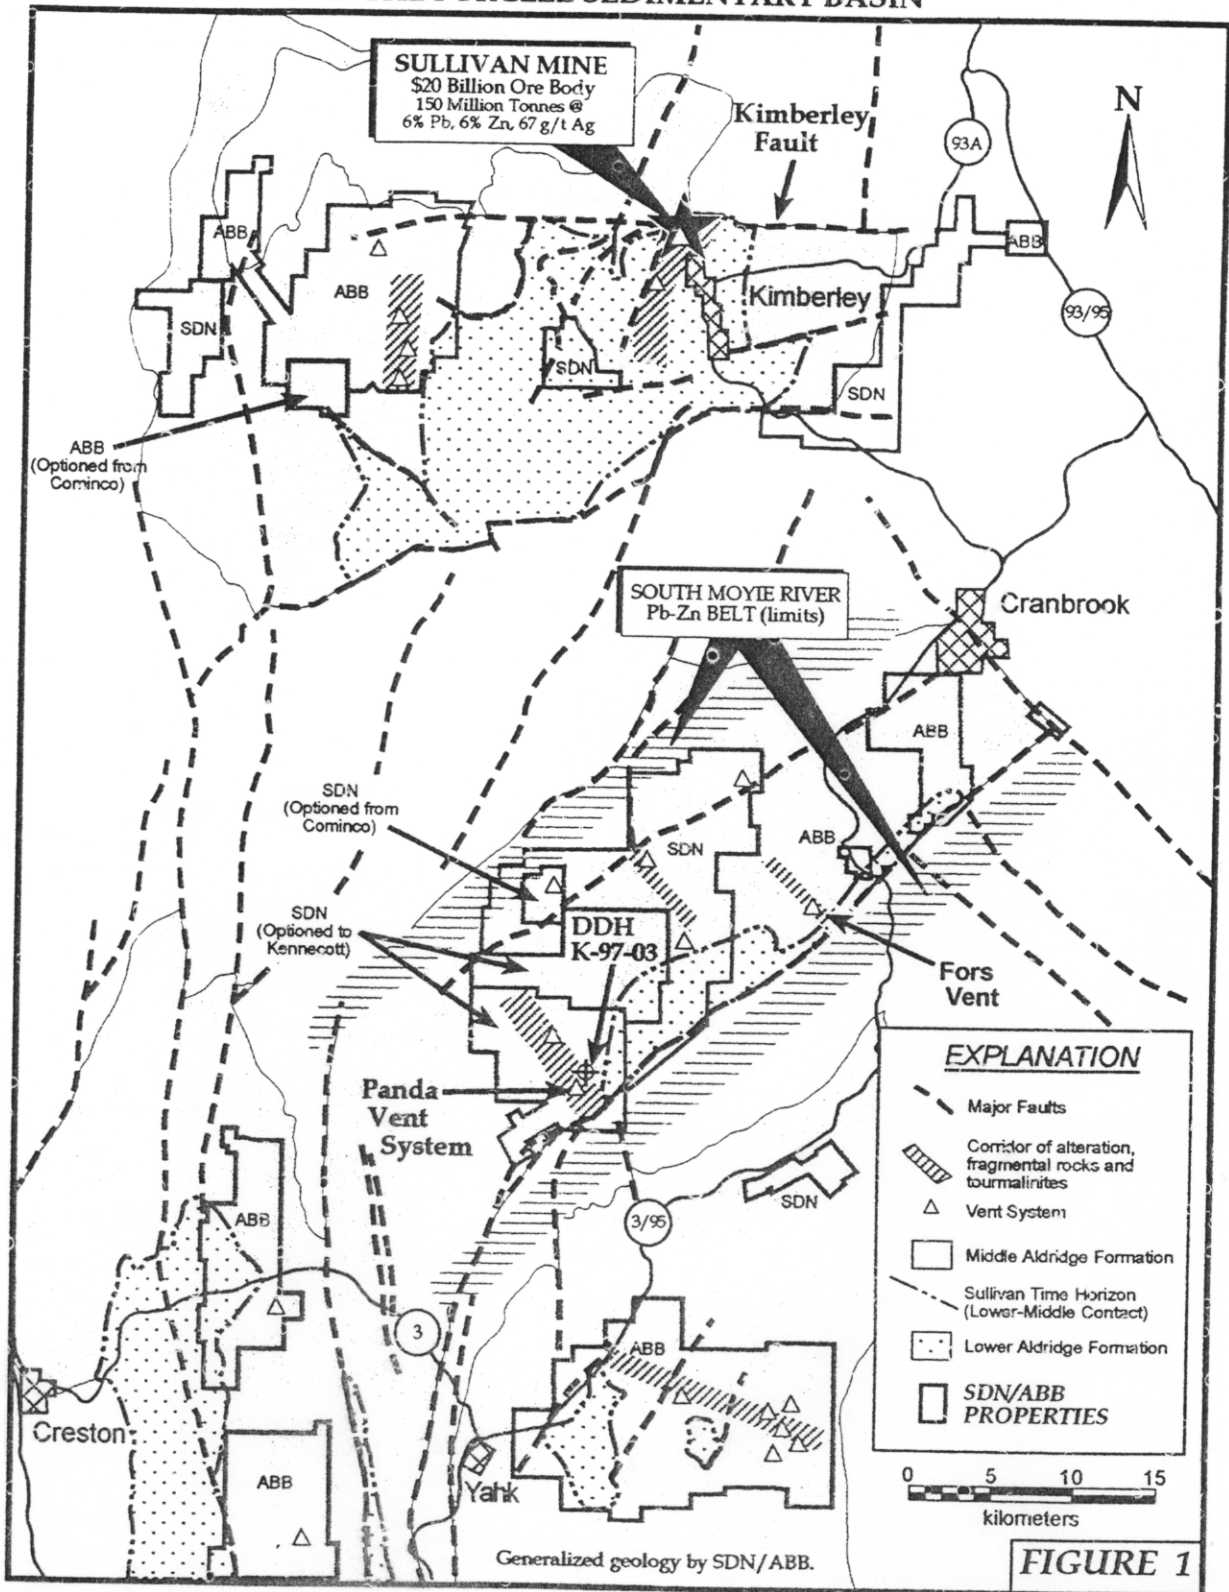 SEDIMENTARY BASIN
SULLIVAN MINE
$20 Billion Ore Body
150 Million Tonnes @
6% Pb, 6% Zn, 67 g/t Ag
Kimberley
Fault
N
93A
ABB
ABB
ABB
SDN
Kimberley
93/95
SDN
SDN
ABB
(Optioned from
Cominco)
SOUTH MOYIE RIVER
Pb-Zn BELT (limits)
Cranbrook
ABB
SDN
(Optioned from
Cominco)
SDN
ABB
SDN
(Optioned to
Kennecott)
DDH
K-97-03
Fors
Vent
Panda
Vent
System
EXPLANATION
Major Faults
Corridor of alteration,
fragmental rocks and
tourmalinites
Vent System
Middle Aldridge Formation
Sullivan Time Horizon
(Lower-Middle Contact)
Lower Aldridge Formation
SDN/ABB
PROPERTIES
SDN
3/95
ABB
3
ABB
Creston
ABB
Yahk
0 5 10 15
kilometers
Generalized geology by SDN/ABB.
FIGURE 1